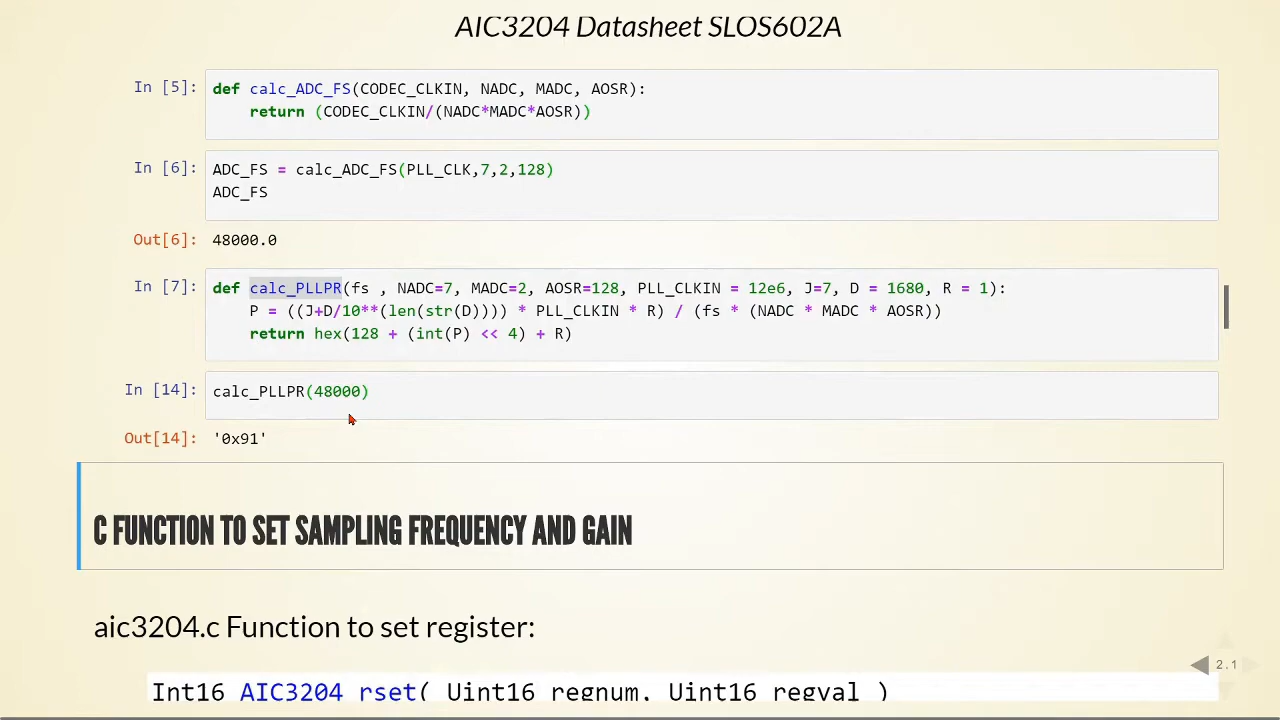 AIC3204 Datasheet SLOS602A
In [5]: def calc_ADC_FS(CODEC_CLKIN, NADC, MADC, AOSR):
return (CODEC_CLKIN/(NADC*MADC*AOSR))
In [6]: ADC_FS = calc_ADC_FS(PLL_CLK,7,2,128)
ADC_FS
Out[6]: 48000.0
In [7]: def calc_PLLPR(fs , NADC=7, MADC=2, AOSR=128, PLL_CLKIN = 12e6, J=7, D = 1680, R = 1):
P = ((J+D/10**(len(str(D)))) * PLL_CLKIN * R) / (fs * (NADC * MADC * AOSR))
return hex(128 + (int(P) << 4) + R)
In [14]: calc_PLLPR(48000)
Out[14]: '0x91'
C FUNCTION TO SET SAMPLING FREQUENCY AND GAIN
aic3204.c Function to set register:
2.1
Int16 AIC3204_rset( Uint16 regnum, Uint16 regval )